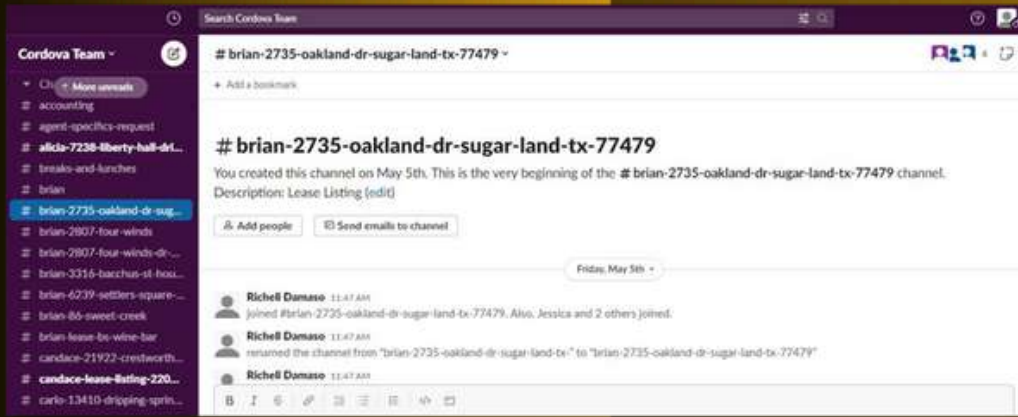 Search Cordova Team
Cordova Team
More unreads
accounting
agent-specifics-request
alicia-7238-liberty-hall-dri...
breaks-and-lunches
brian
brian-2735-oakland-dr-sug...
brian-2807-four-winds
brian-2807-four-winds-dr-...
brian-3316-bacchus-st-hou...
brian-6239-settlers-square-...
brian-86-sweet-creek
brian-lease-bs-wine-bar
candace-21922-crestworth...
candace-lease-listing-220...
carlo-13410-dripping-sprin...
# brian-2735-oakland-dr-sugar-land-tx-77479
+ Add a bookmark
# brian-2735-oakland-dr-sugar-land-tx-77479
You created this channel on May 5th. This is the very beginning of the # brian-2735-oakland-dr-sugar-land-tx-77479 channel.
Description: Lease Listing (edit)
Add people
Send emails to channel
Friday, May 5th
Richell Damaso 11:47 AM
joined #brian-2735-oakland-dr-sugar-land-tx-77479. Also, Jessica and 2 others joined.
Richell Damaso 11:47 AM
renamed the channel from "brian-2735-oakland-dr-sugar-land-tx-" to "brian-2735-oakland-dr-sugar-land-tx-77479"
Richell Damaso 11:47 AM